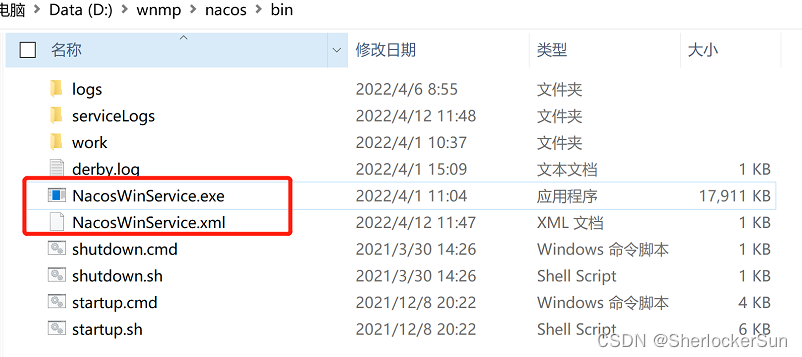 电脑 > Data (D:) > wnmp > nacos > bin
名称 修改日期 类型 大小
logs 2022/4/6 8:55 文件夹
serviceLogs 2022/4/12 11:48 文件夹
work 2022/4/1 10:37 文件夹
derby.log 2022/4/1 15:09 文本文档 1 KB
NacosWinService.exe 2022/4/1 11:04 应用程序 17,911 KB
NacosWinService.xml 2022/4/12 11:47 XML 文档 1 KB
shutdown.cmd 2021/3/30 14:26 Windows 命令脚本 1 KB
shutdown.sh 2021/3/30 14:26 Shell Script 1 KB
startup.cmd 2021/12/8 20:22 Windows 命令脚本 4 KB
startup.sh 2021/12/8 20:22 Shell Script 6 KB
CSDN @SherlockerSun